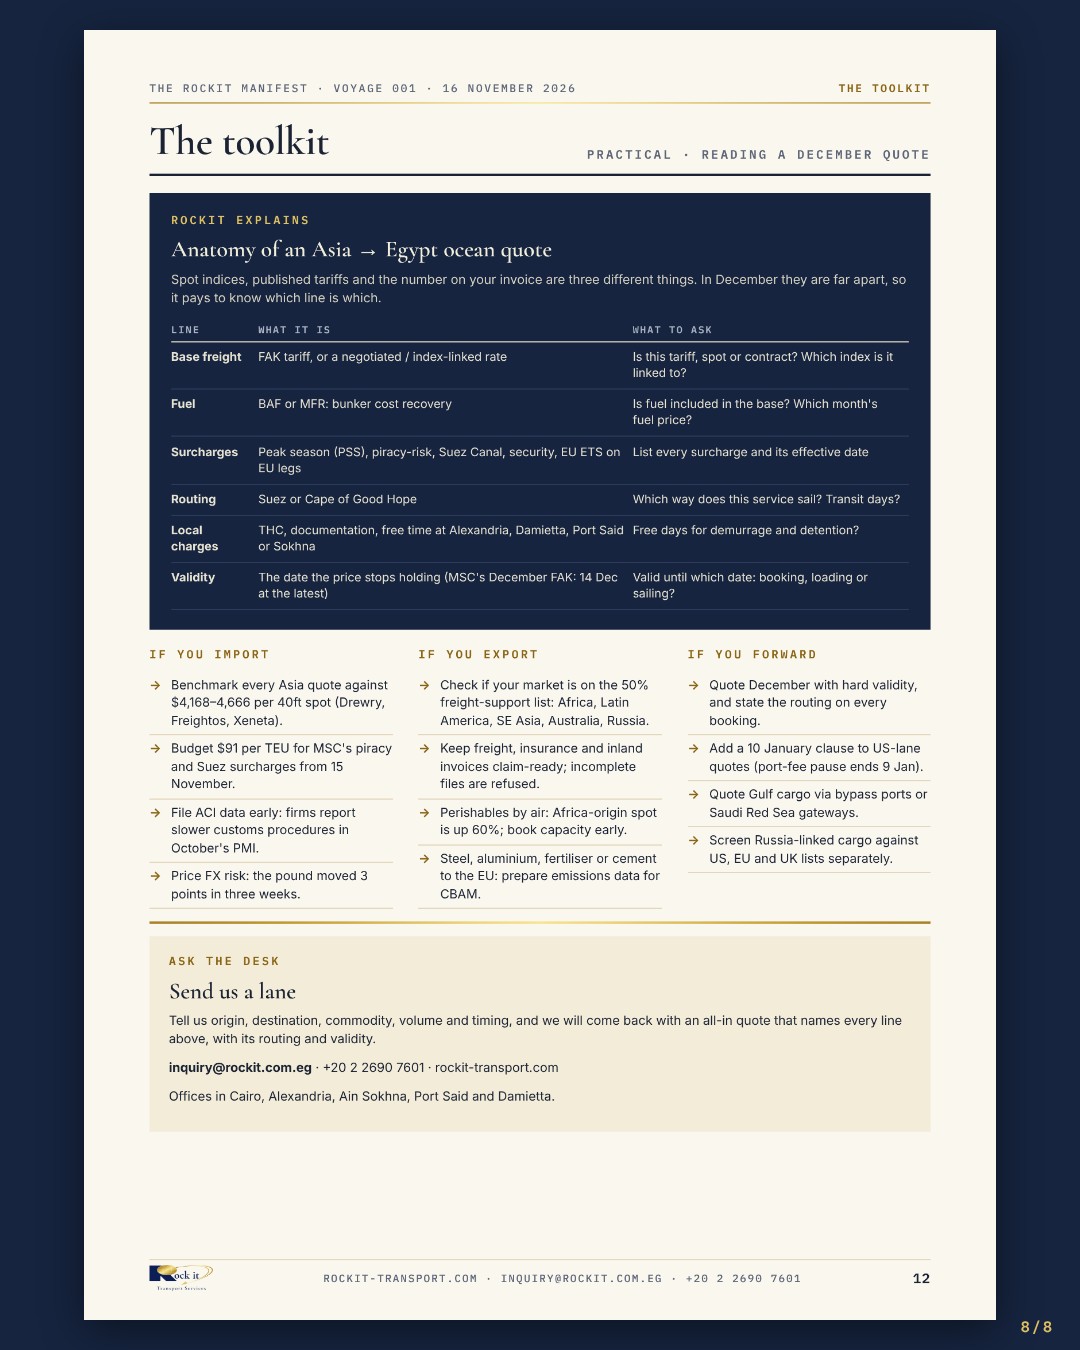 THE ROCKIT MANIFEST · VOYAGE 001 · 16 NOVEMBER 2026
THE TOOLKIT
The toolkit
PRACTICAL · READING A DECEMBER QUOTE
ROCKIT EXPLAINS
Anatomy of an Asia → Egypt ocean quote
Spot indices, published tariffs and the number on your invoice are three different things. In December they are far apart, so
it pays to know which line is which.
LINE WHAT IT IS WHAT TO ASK
Base freight FAK tariff, or a negotiated / index-linked rate Is this tariff, spot or contract? Which index is it
linked to?
Fuel BAF or MFR: bunker cost recovery Is fuel included in the base? Which month's
fuel price?
Surcharges Peak season (PSS), piracy-risk, Suez Canal, security, EU ETS on List every surcharge and its effective date
EU legs
Routing Suez or Cape of Good Hope Which way does this service sail? Transit days?
Local THC, documentation, free time at Alexandria, Damietta, Port Said Free days for demurrage and detention?
charges or Sokhna
Validity The date the price stops holding (MSC's December FAK: 14 Dec Valid until which date: booking, loading or
at the latest) sailing?
IF YOU IMPORT
→ Benchmark every Asia quote against
$4,168–4,666 per 40ft spot (Drewry,
Freightos, Xeneta).
→ Budget $91 per TEU for MSC's piracy
and Suez surcharges from 15
November.
→ File ACI data early: firms report
slower customs procedures in
October's PMI.
→ Price FX risk: the pound moved 3
points in three weeks.
IF YOU EXPORT
→ Check if your market is on the 50%
freight-support list: Africa, Latin
America, SE Asia, Australia, Russia.
→ Keep freight, insurance and inland
invoices claim-ready; incomplete
files are refused.
→ Perishables by air: Africa-origin spot
is up 60%; book capacity early.
→ Steel, aluminium, fertiliser or cement
to the EU: prepare emissions data for
CBAM.
IF YOU FORWARD
→ Quote December with hard validity,
and state the routing on every
booking.
→ Add a 10 January clause to US-lane
quotes (port-fee pause ends 9 Jan).
→ Quote Gulf cargo via bypass ports or
Saudi Red Sea gateways.
→ Screen Russia-linked cargo against
US, EU and UK lists separately.
ASK THE DESK
Send us a lane
Tell us origin, destination, commodity, volume and timing, and we will come back with an all-in quote that names every line
above, with its routing and validity.
inquiry@rockit.com.eg · +20 2 2690 7601 · rockit-transport.com
Offices in Cairo, Alexandria, Ain Sokhna, Port Said and Damietta.
Rock it
Transport Services
ROCKIT-TRANSPORT.COM · INQUIRY@ROCKIT.COM.EG · +20 2 2690 7601
12
8/8